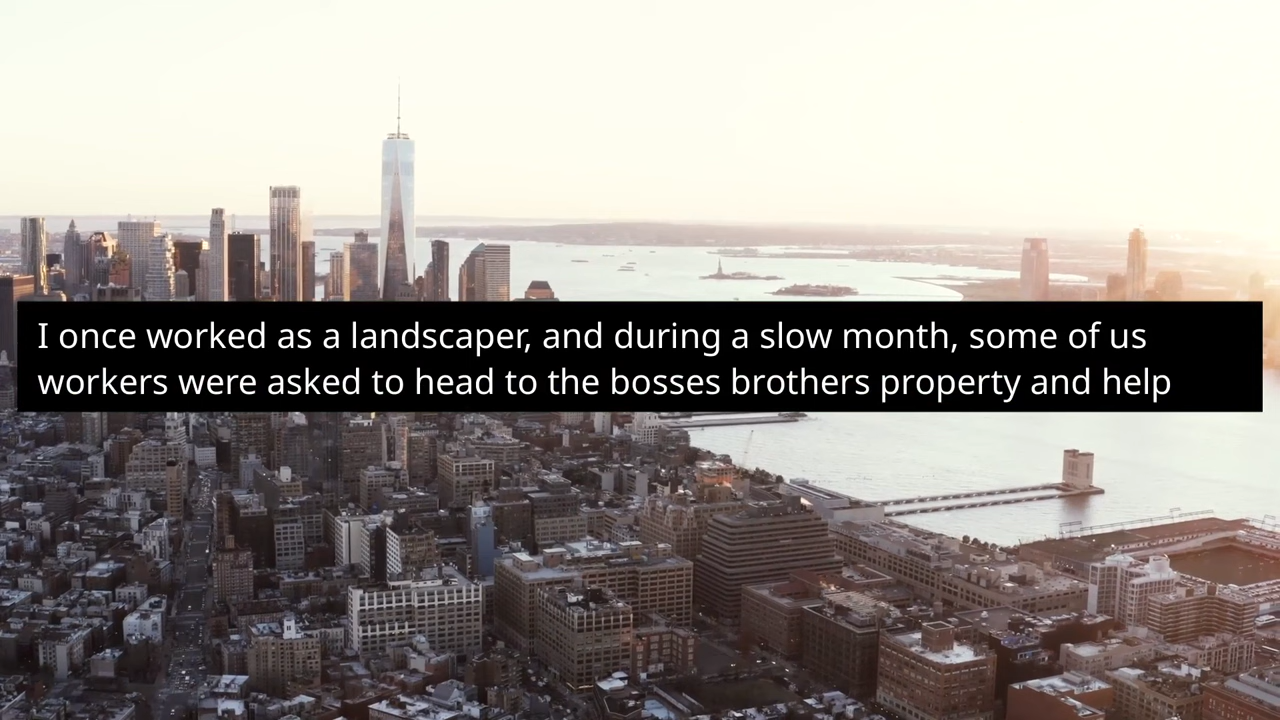 I once worked as a landscaper, and during a slow month, some of us
workers were asked to head to the bosses brothers property and help